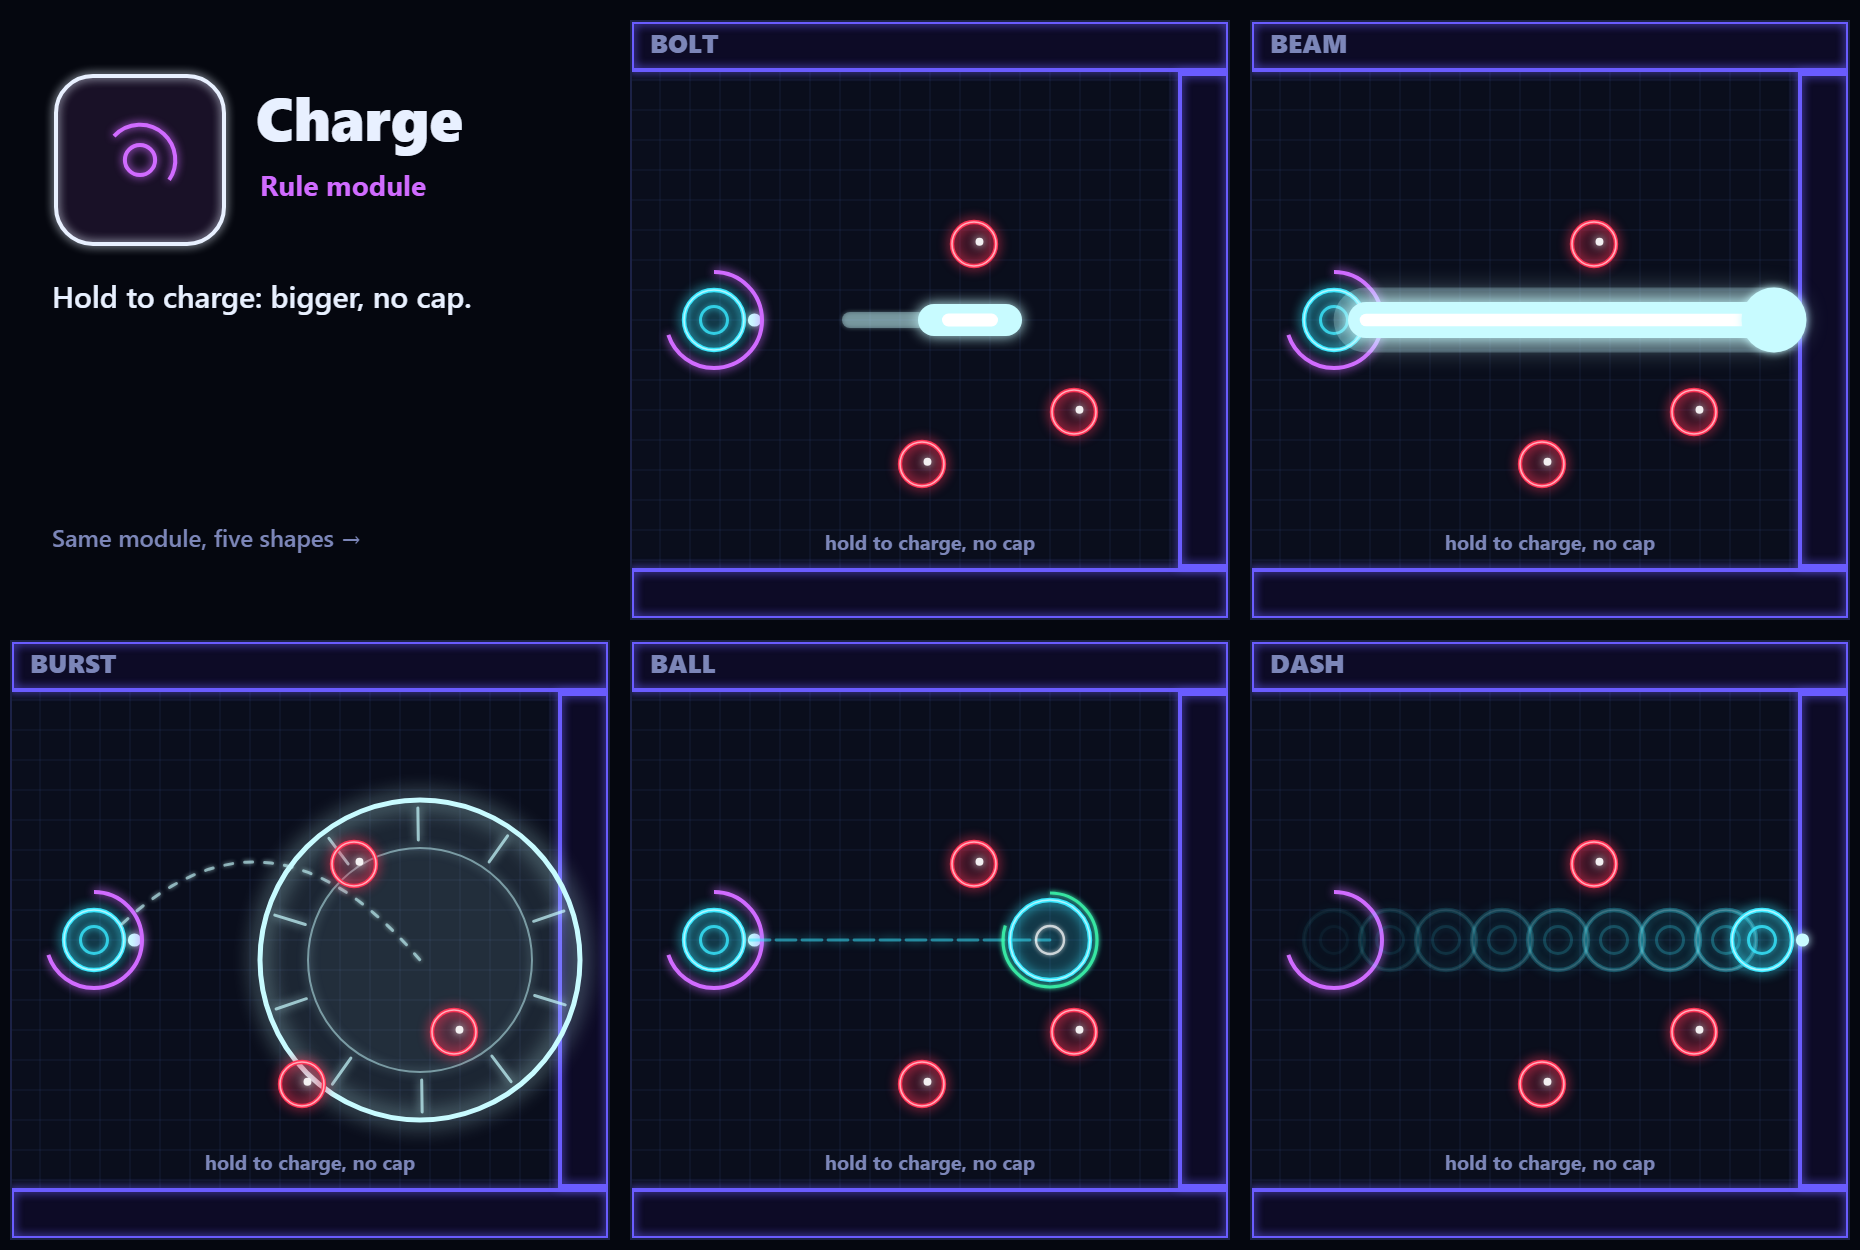 Charge
Rule module
Hold to charge: bigger, no cap.
Same module, five shapes →
BOLT
hold to charge, no cap
BEAM
hold to charge, no cap
BURST
hold to charge, no cap
BALL
hold to charge, no cap
DASH
hold to charge, no cap